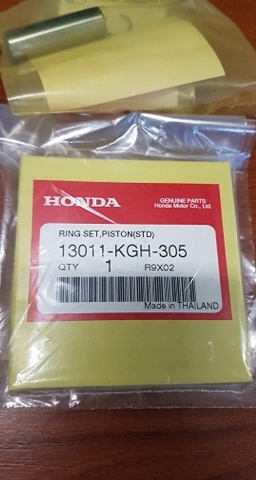 HONDA
GENUINE PARTS
Honda Motor Co., Ltd.
RING SET,PISTON(STD)
13011-KGH-305
QTY 1 R9X02
Made in THAILAND